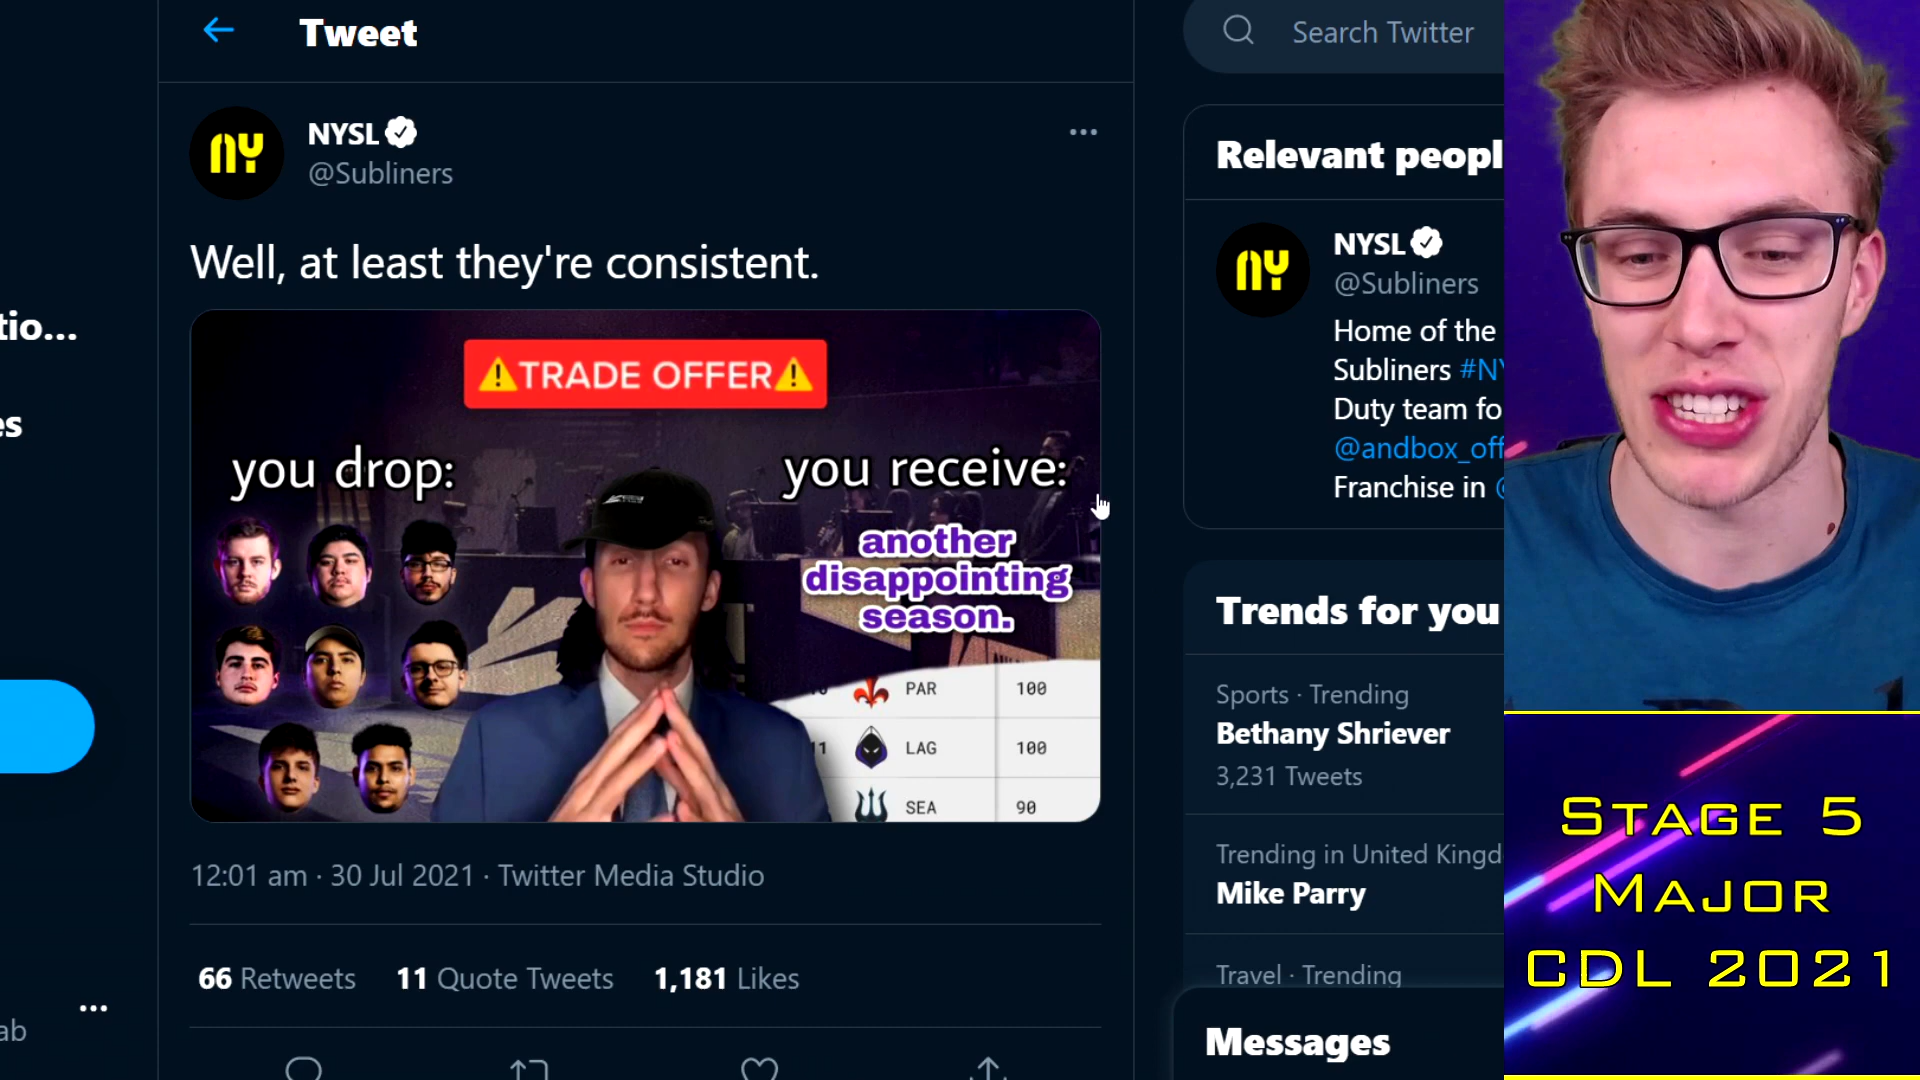 Tweet
Search Twitter
NYSL
@Subliners
Well, at least they're consistent.
TRADE OFFER
you drop:
you receive:
another
disappointing
season.
PAR 100
11 LAG 100
SEA 90
12:01 am · 30 Jul 2021 · Twitter Media Studio
66 Retweets 11 Quote Tweets 1,181 Likes
tio...
es
ab
Relevant peopl
NYSL
@Subliners
Home of the
Subliners #NY
Duty team fo
@andbox_off
Franchise in @
Trends for you
Sports · Trending
Bethany Shriever
3,231 Tweets
Trending in United Kingd
Mike Parry
Travel · Trending
Messages
STAGE 5
MAJOR
CDL 2021